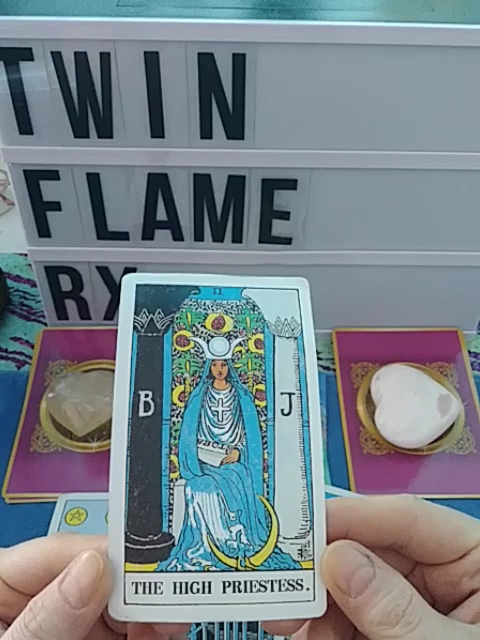 TWIN
FLAME
RX
II
B J
THE HIGH PRIESTESS.